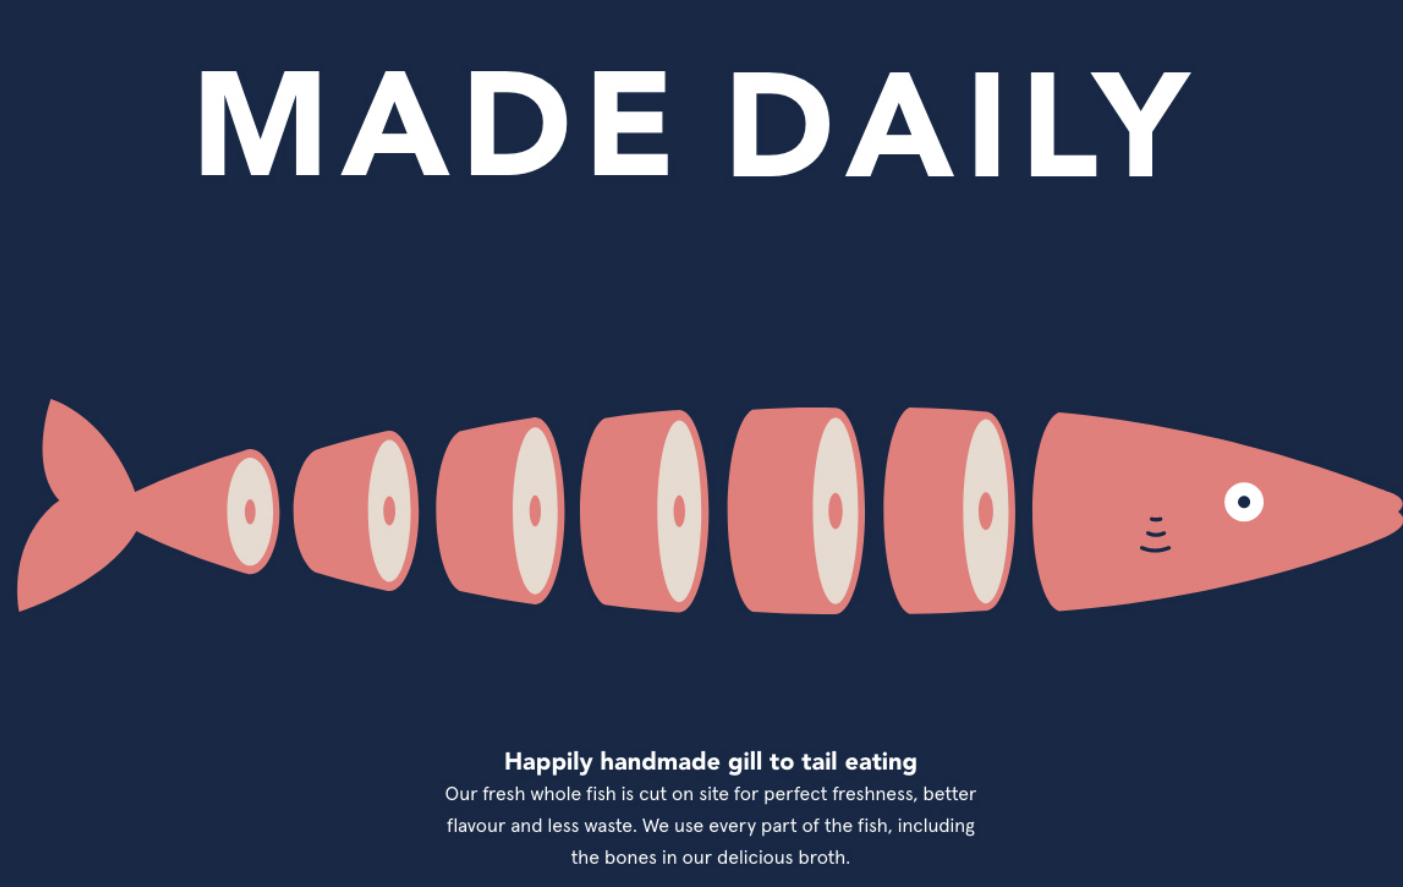 MADE DAILY
Happily handmade gill to tail eating
Our fresh whole fish is cut on site for perfect freshness, better
flavour and less waste. We use every part of the fish, including
the bones in our delicious broth.